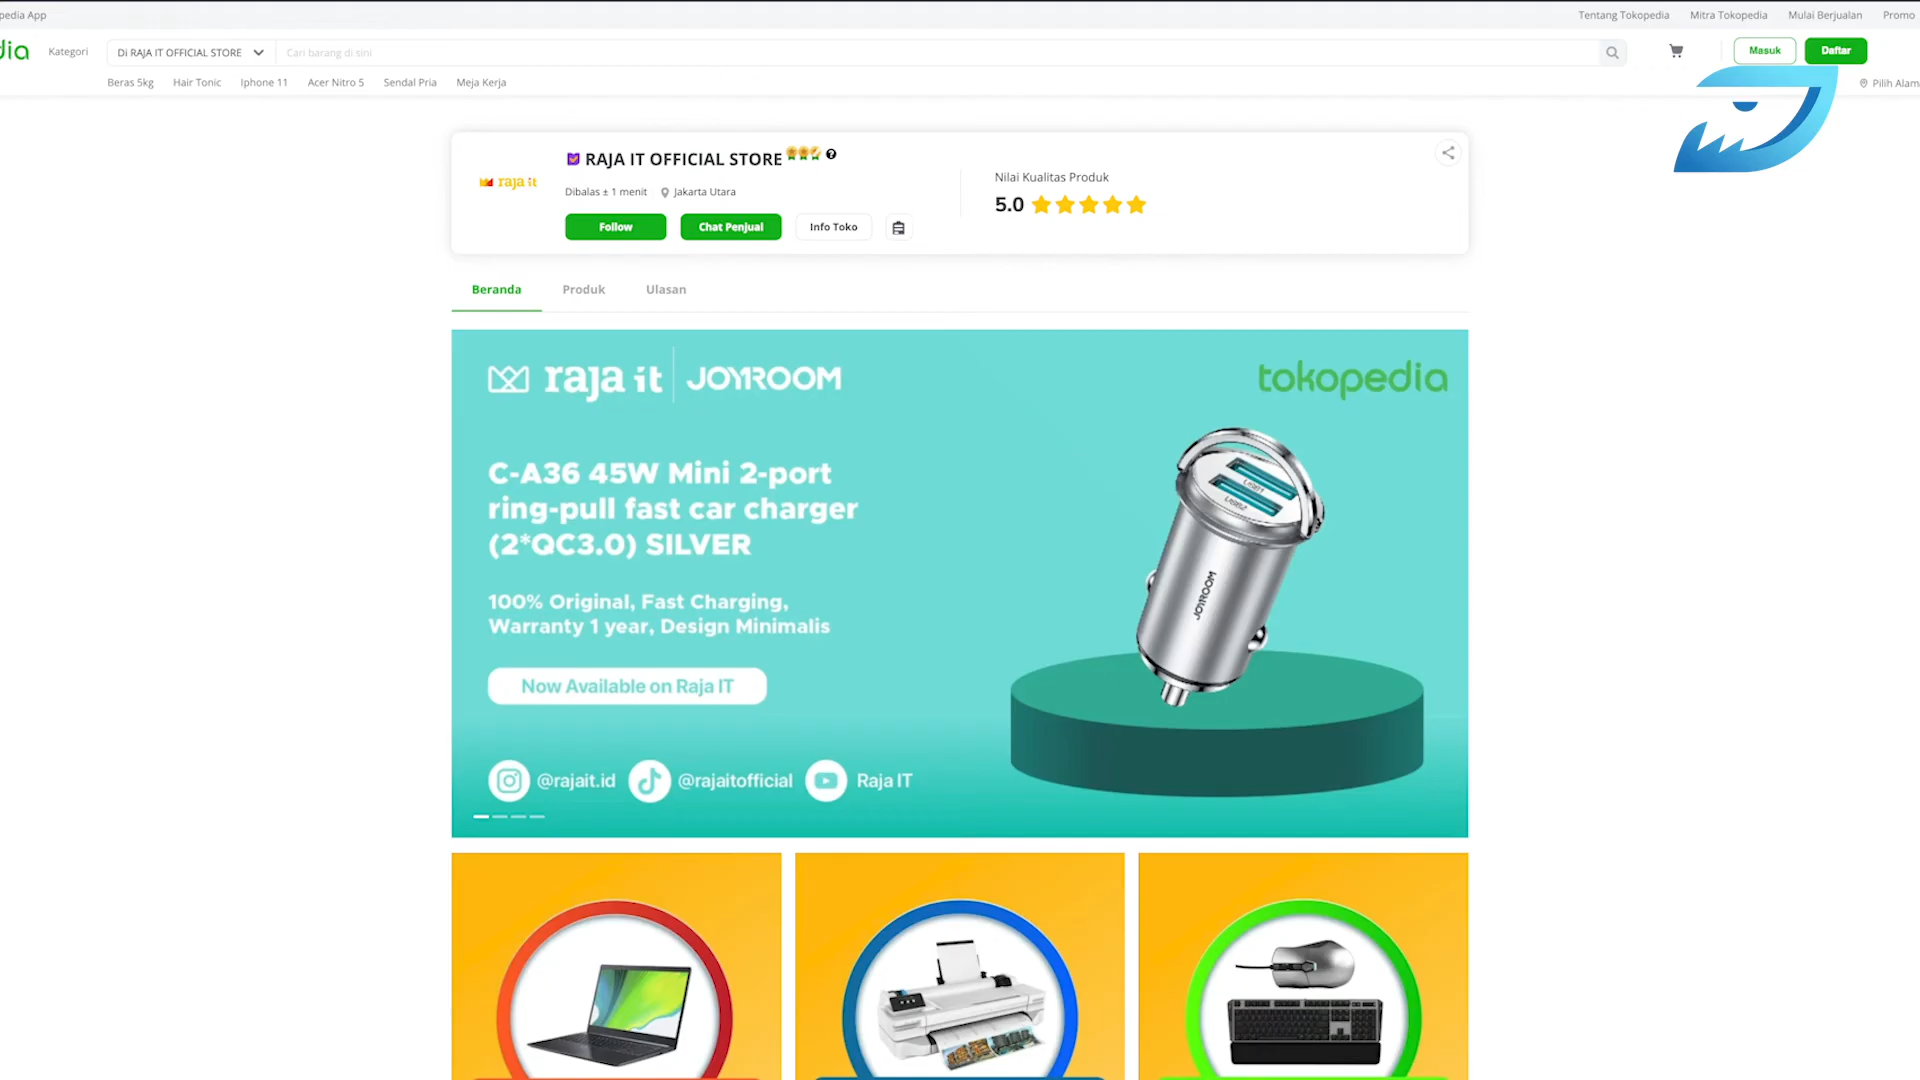 pedia App
Tentang Tokopedia
Mitra Tokopedia
Mulai Berjualan
Promo
dia
Kategori
Di RAJA IT OFFICIAL STORE
Cari barang di sini
Masuk
Daftar
Beras 5kg
Hair Tonic
Iphone 11
Acer Nitro 5
Sendal Pria
Meja Kerja
Pilih Alam
raja it
RAJA IT OFFICIAL STORE
Dibalas ± 1 menit
Jakarta Utara
Follow
Chat Penjual
Info Toko
Nilai Kualitas Produk
5.0
Beranda
Produk
Ulasan
raja it
JOYROOM
tokopedia
C-A36 45W Mini 2-port
ring-pull fast car charger
(2*QC3.0) SILVER
100% Original, Fast Charging,
Warranty 1 year, Design Minimalis
Now Available on Raja IT
@rajait.id
@rajaitofficial
Raja IT
USB1
USB2
JOYROOM